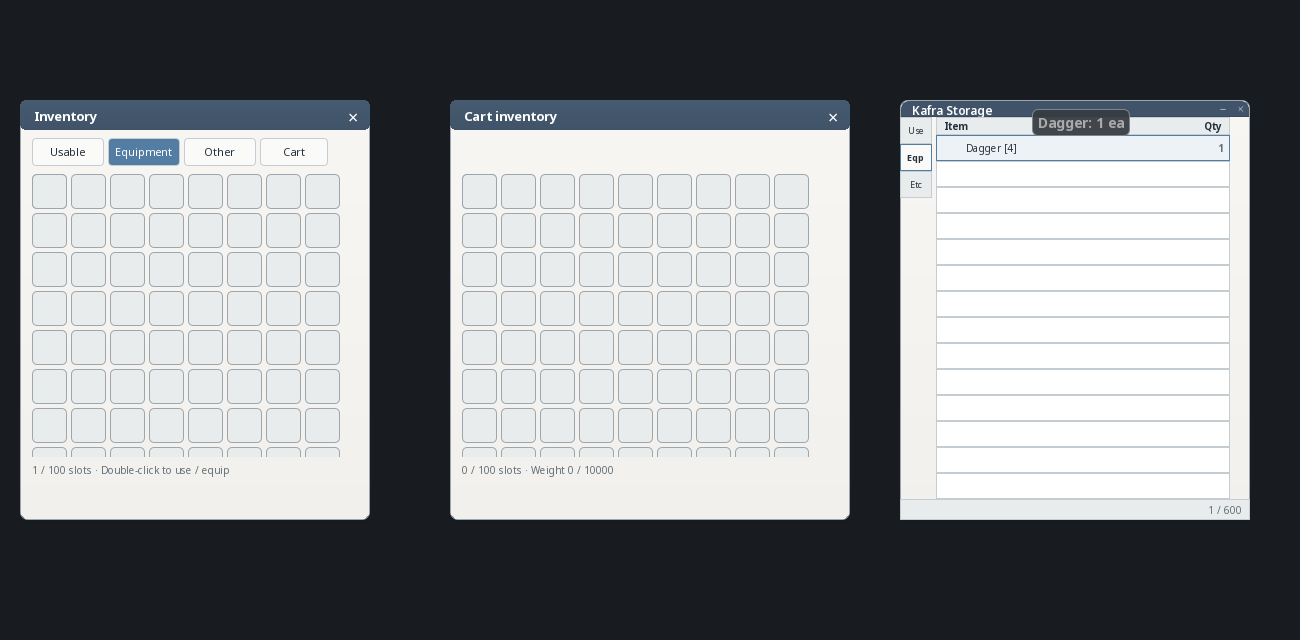 Inventory ×
Usable Equipment Other Cart
1 / 100 slots · Double-click to use / equip
Cart inventory ×
0 / 100 slots · Weight 0 / 10000
Kafra Storage − ×
Dagger: 1 ea
Item Qty
Use
Eqp
Etc
Dagger [4] 1
1 / 600